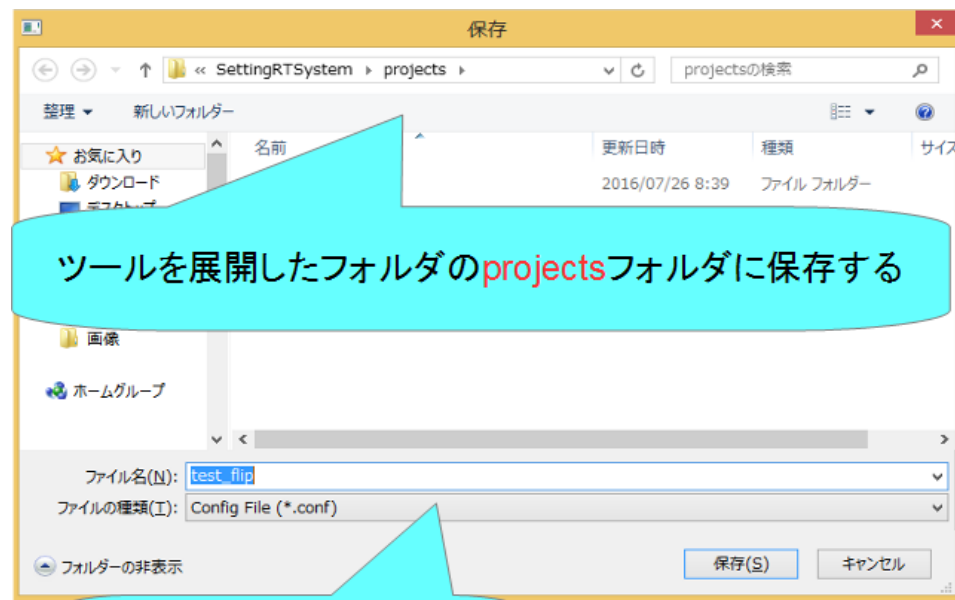 保存
« SettingRTSystem ▸ projects ▸
projectsの検索
整理 新しいフォルダー
名前 更新日時 種類 サイズ
お気に入り
ダウンロード
2016/07/26 8:39 ファイル フォルダー
デスクトップ
ツールを展開したフォルダのprojectsフォルダに保存する
画像
ホームグループ
ファイル名(N): test_flip
ファイルの種類(T): Config File (*.conf)
フォルダーの非表示
保存(S) キャンセル